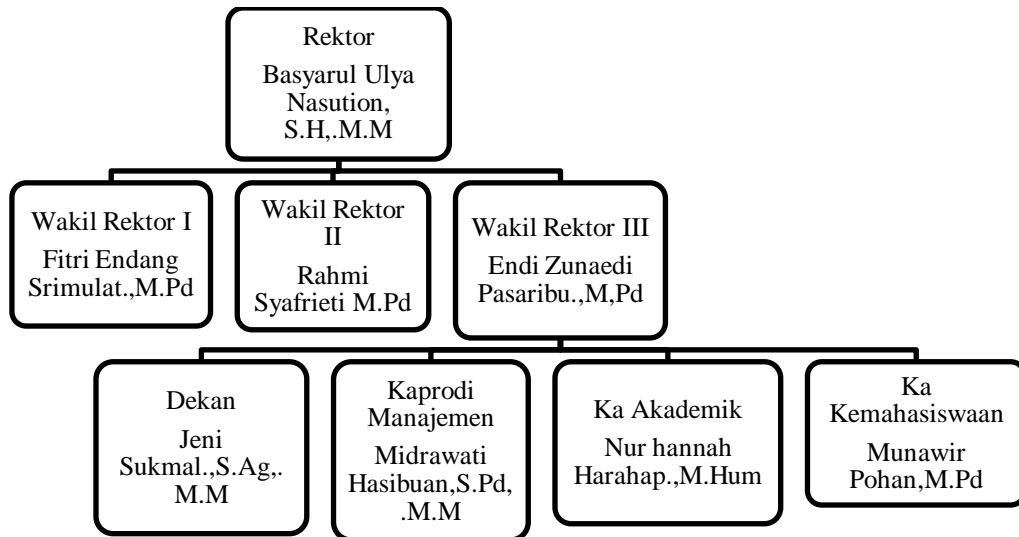 Rektor
Basyarul Ulya
Nasution,
S.H,.M.M
Wakil Rektor I
Fitri Endang
Srimulat.,M.Pd
Wakil Rektor
II
Rahmi
Syafrieti M.Pd
Wakil Rektor III
Endi Zunaedi
Pasaribu.,M,Pd
Dekan
Jeni
Sukmal.,S.Ag,.
M.M
Kaprodi
Manajemen
Midrawati
Hasibuan,S.Pd,
.M.M
Ka Akademik
Nur hannah
Harahap.,M.Hum
Ka
Kemahasiswaan
Munawir
Pohan,M.Pd